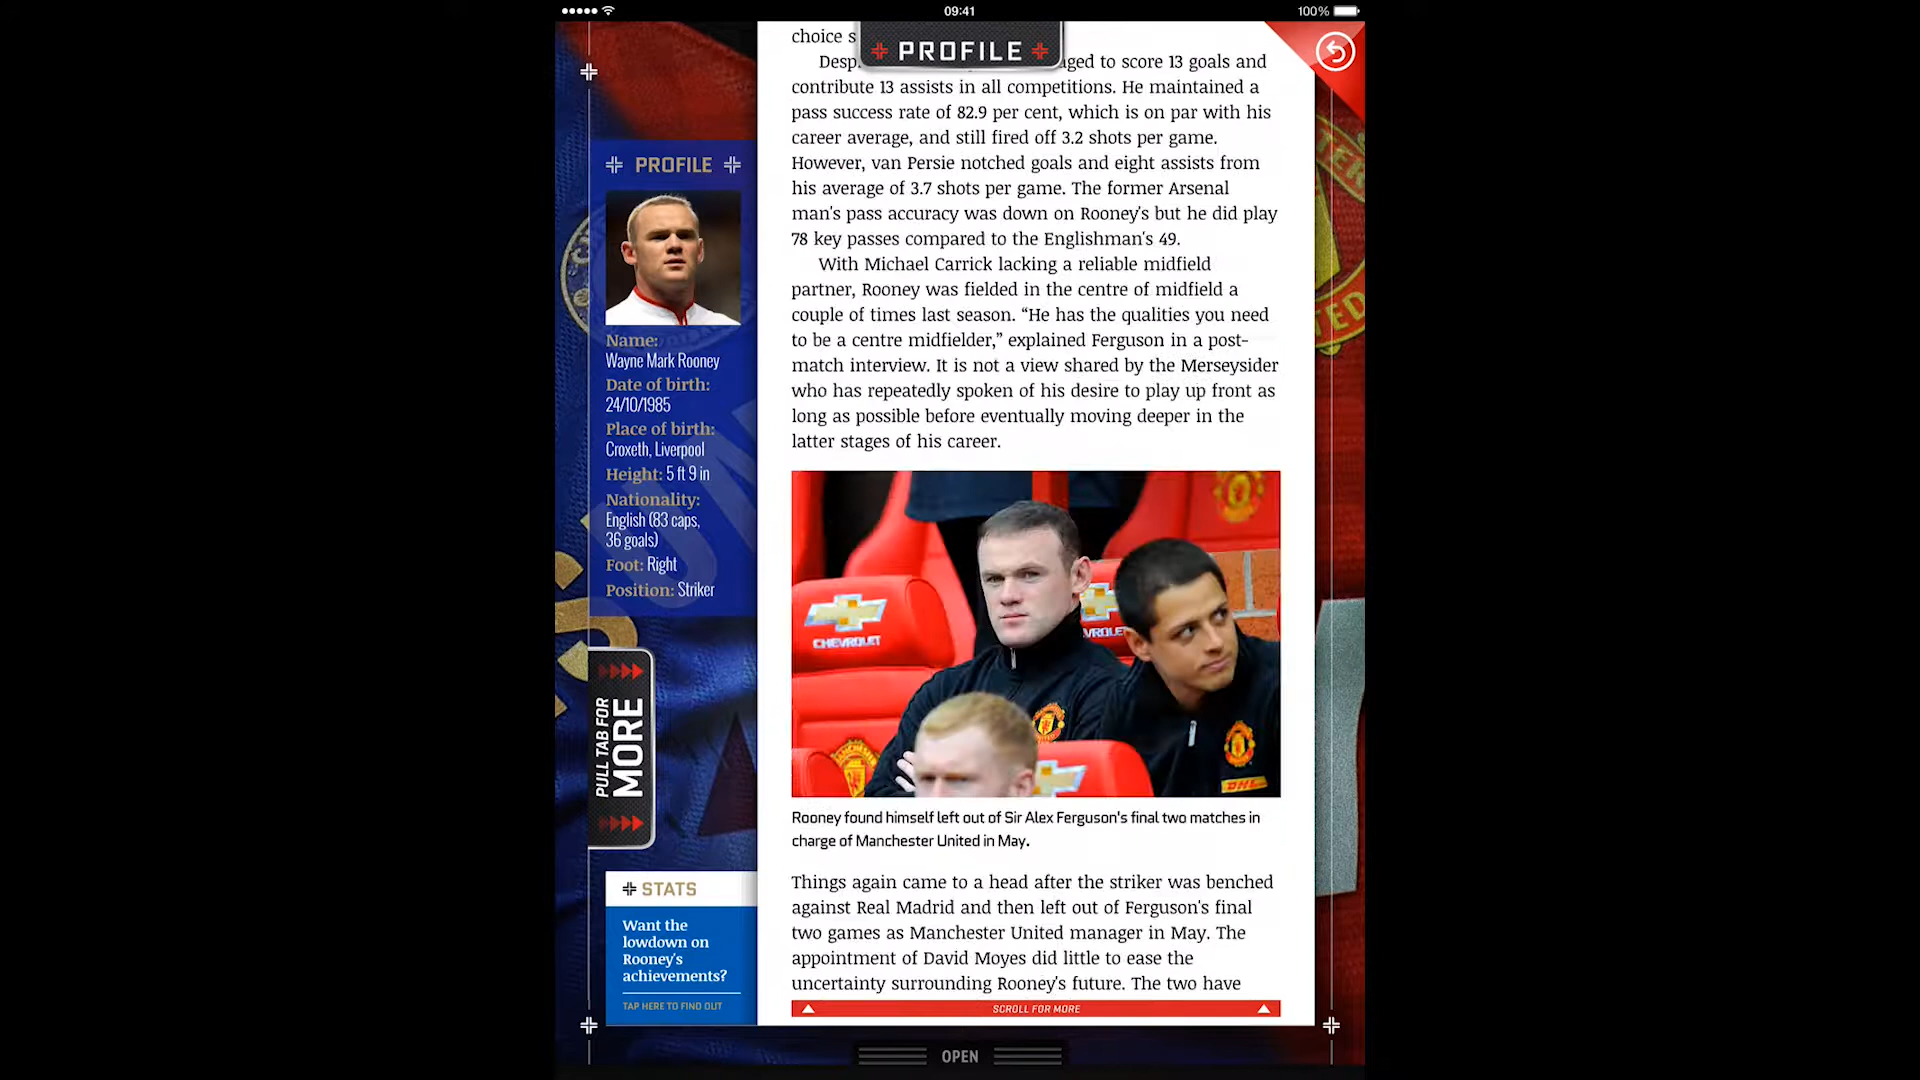 09:41
100%
PROFILE
PROFILE
Name:
Wayne Mark Rooney
Date of birth:
24/10/1985
Place of birth:
Croxeth, Liverpool
Height: 5 ft 9 in
Nationality:
English (83 caps,
36 goals)
Foot: Right
Position: Striker
PULL TAB FOR
MORE
STATS
Want the
lowdown on
Rooney's
achievements?
TAP HERE TO FIND OUT
choice s
Desp aged to score 13 goals and
contribute 13 assists in all competitions. He maintained a
pass success rate of 82.9 per cent, which is on par with his
career average, and still fired off 3.2 shots per game.
However, van Persie notched goals and eight assists from
his average of 3.7 shots per game. The former Arsenal
man's pass accuracy was down on Rooney's but he did play
78 key passes compared to the Englishman's 49.
With Michael Carrick lacking a reliable midfield
partner, Rooney was fielded in the centre of midfield a
couple of times last season. “He has the qualities you need
to be a centre midfielder,” explained Ferguson in a post-
match interview. It is not a view shared by the Merseysider
who has repeatedly spoken of his desire to play up front as
long as possible before eventually moving deeper in the
latter stages of his career.
CHEVROLET
VROLET
MANCHESTER
UNITED
DHL
Rooney found himself left out of Sir Alex Ferguson's final two matches in
charge of Manchester United in May.
Things again came to a head after the striker was benched
against Real Madrid and then left out of Ferguson's final
two games as Manchester United manager in May. The
appointment of David Moyes did little to ease the
uncertainty surrounding Rooney's future. The two have
SCROLL FOR MORE
OPEN